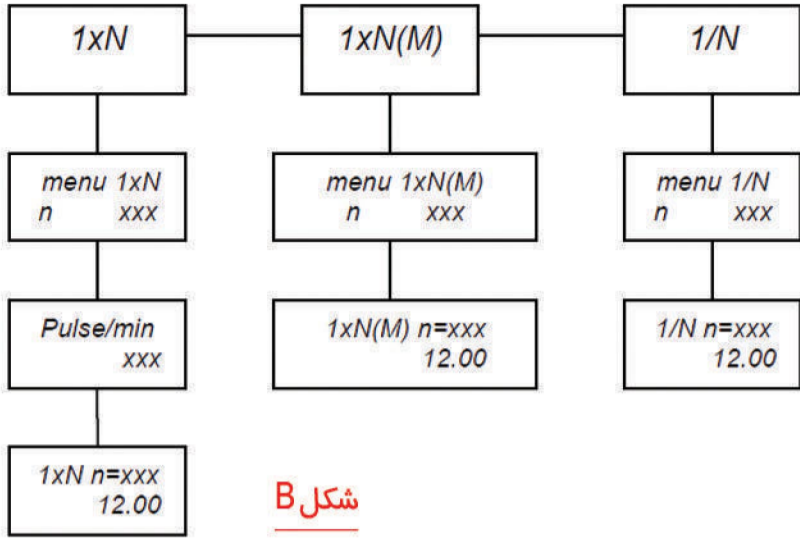 1xN
1xN(M)
1/N
menu 1xN
n xxx
menu 1xN(M)
n xxx
menu 1/N
n xxx
Pulse/min
xxx
1xN(M) n=xxx
12.00
1/N n=xxx
12.00
1xN n=xxx
12.00
شکل B